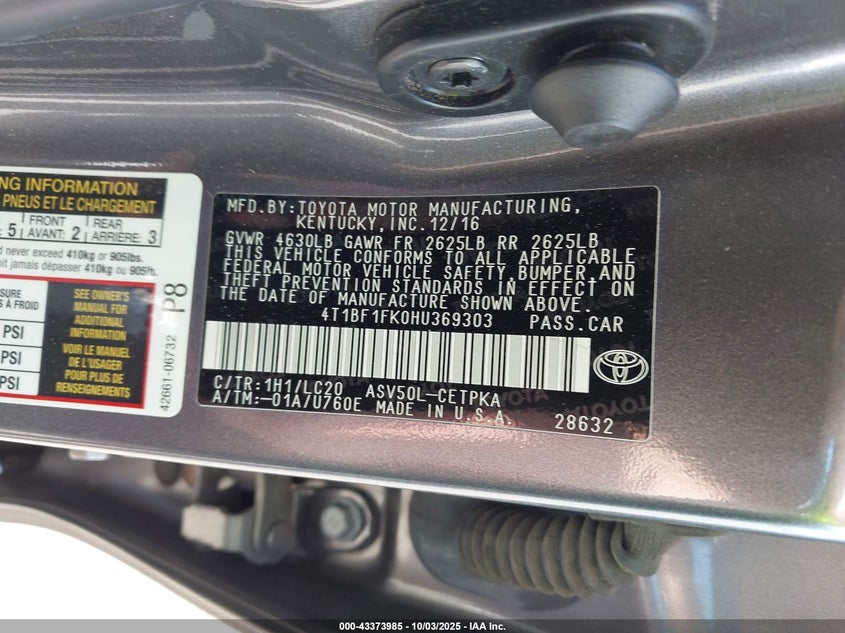 NG INFORMATION
PNEUS ET LE CHARGEMENT
5 FRONT AVANT: 2 REAR ARRIÈRE: 3
d never exceed 410kg or 905lbs.
oit jamais dépasser 410kg ou 905lb.
SURE
S À FROID
PSI
PSI
PSI
SEE OWNER'S
MANUAL FOR
ADDITIONAL
INFORMATION
VOIR LE MANUEL
DE L'USAGER
POUR PLUS DE
RENSEIGNEMENTS
42661-06732
P8
MFD.BY:TOYOTA MOTOR MANUFACTURING,
KENTUCKY,INC.12/16
GVWR 4630LB GAWR FR 2625LB RR 2625LB
THIS VEHICLE CONFORMS TO ALL APPLICABLE
FEDERAL MOTOR VEHICLE SAFETY,BUMPER,AND
THEFT PREVENTION STANDARDS IN EFFECT ON
THE DATE OF MANUFACTURE SHOWN ABOVE.
4T1BF1FK0HU369303 PASS.CAR
C/TR:1H1/LC20 ASV50L-CETPKA
A/TM:-01A/U760E MADE IN U.S.A.
28632
000-43373985 - 10/03/2025 - IAA Inc.